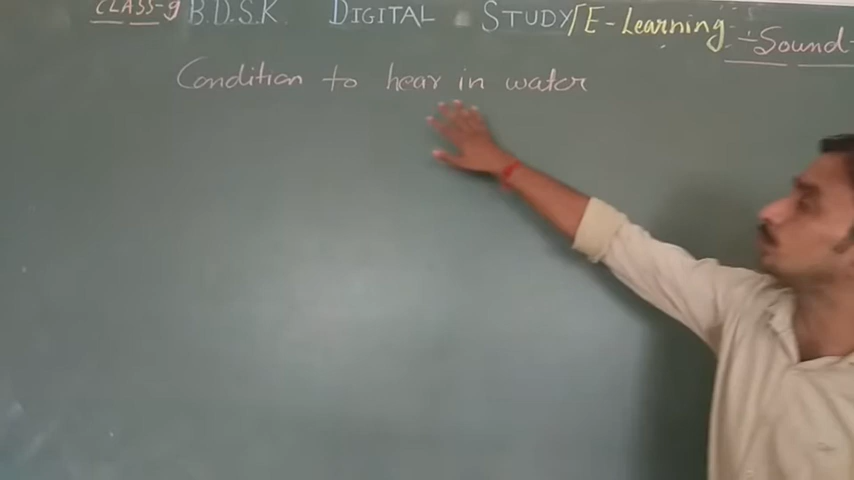 CLASS-9 B.D.S.K. DIGITAL STUDY/E-Learning -Sound-
Condition to hear in water